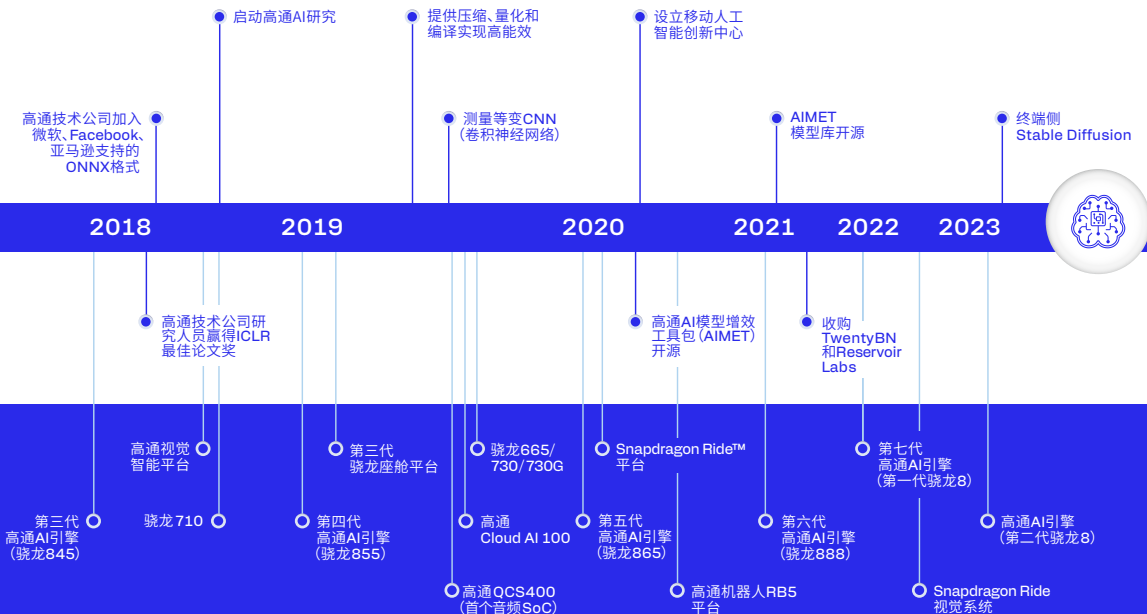 启动高通AI研究
提供压缩、量化和
编译实现高能效
设立移动人工
智能创新中心
高通技术公司加入
微软、Facebook、
亚马逊支持的
ONNX格式
测量等变CNN
（卷积神经网络）
AIMET
模型库开源
终端侧
Stable Diffusion
2018
2019
2020
2021
2022
2023
高通技术公司研
究人员赢得ICLR
最佳论文奖
高通AI模型增效
工具包（AIMET）
开源
收购
TwentyBN
和Reservoir
Labs
高通视觉
智能平台
第三代
骁龙座舱平台
骁龙665/
730/730G
Snapdragon Ride™
平台
第七代
高通AI引擎
（第一代骁龙8）
第三代
高通AI引擎
（骁龙845）
骁龙710
第四代
高通AI引擎
（骁龙855）
高通
Cloud AI 100
第五代
高通AI引擎
（骁龙865）
第六代
高通AI引擎
（骁龙888）
高通AI引擎
（第二代骁龙8）
高通QCS400
（首个音频SoC）
高通机器人RB5
平台
Snapdragon Ride
视觉系统